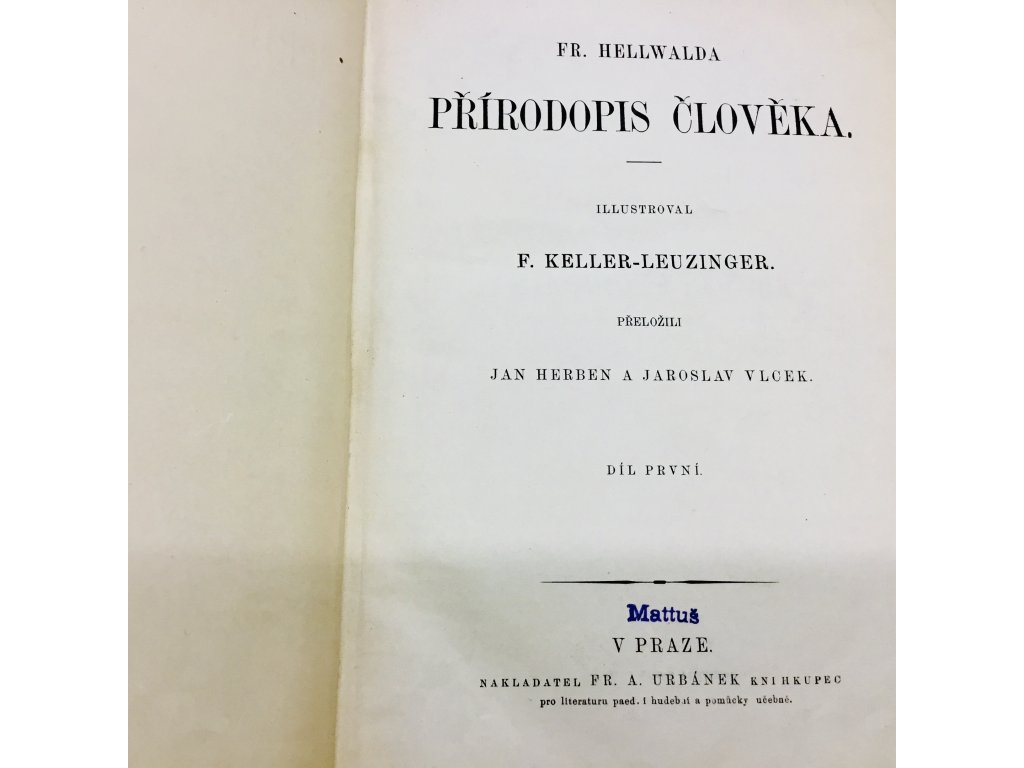 FR. HELLWALDA
PŘÍRODOPIS ČLOVĚKA.
ILLUSTROVAL
F. KELLER-LEUZINGER.
PŘELOŽILI
JAN HERBEN A JAROSLAV VLCEK.
DÍL PRVNÍ.
Mattuš
V PRAZE.
NAKLADATEL FR. A. URBÁNEK KNIHKUPEC
pro literaturu paed. i hudební a pomůcky učebné.